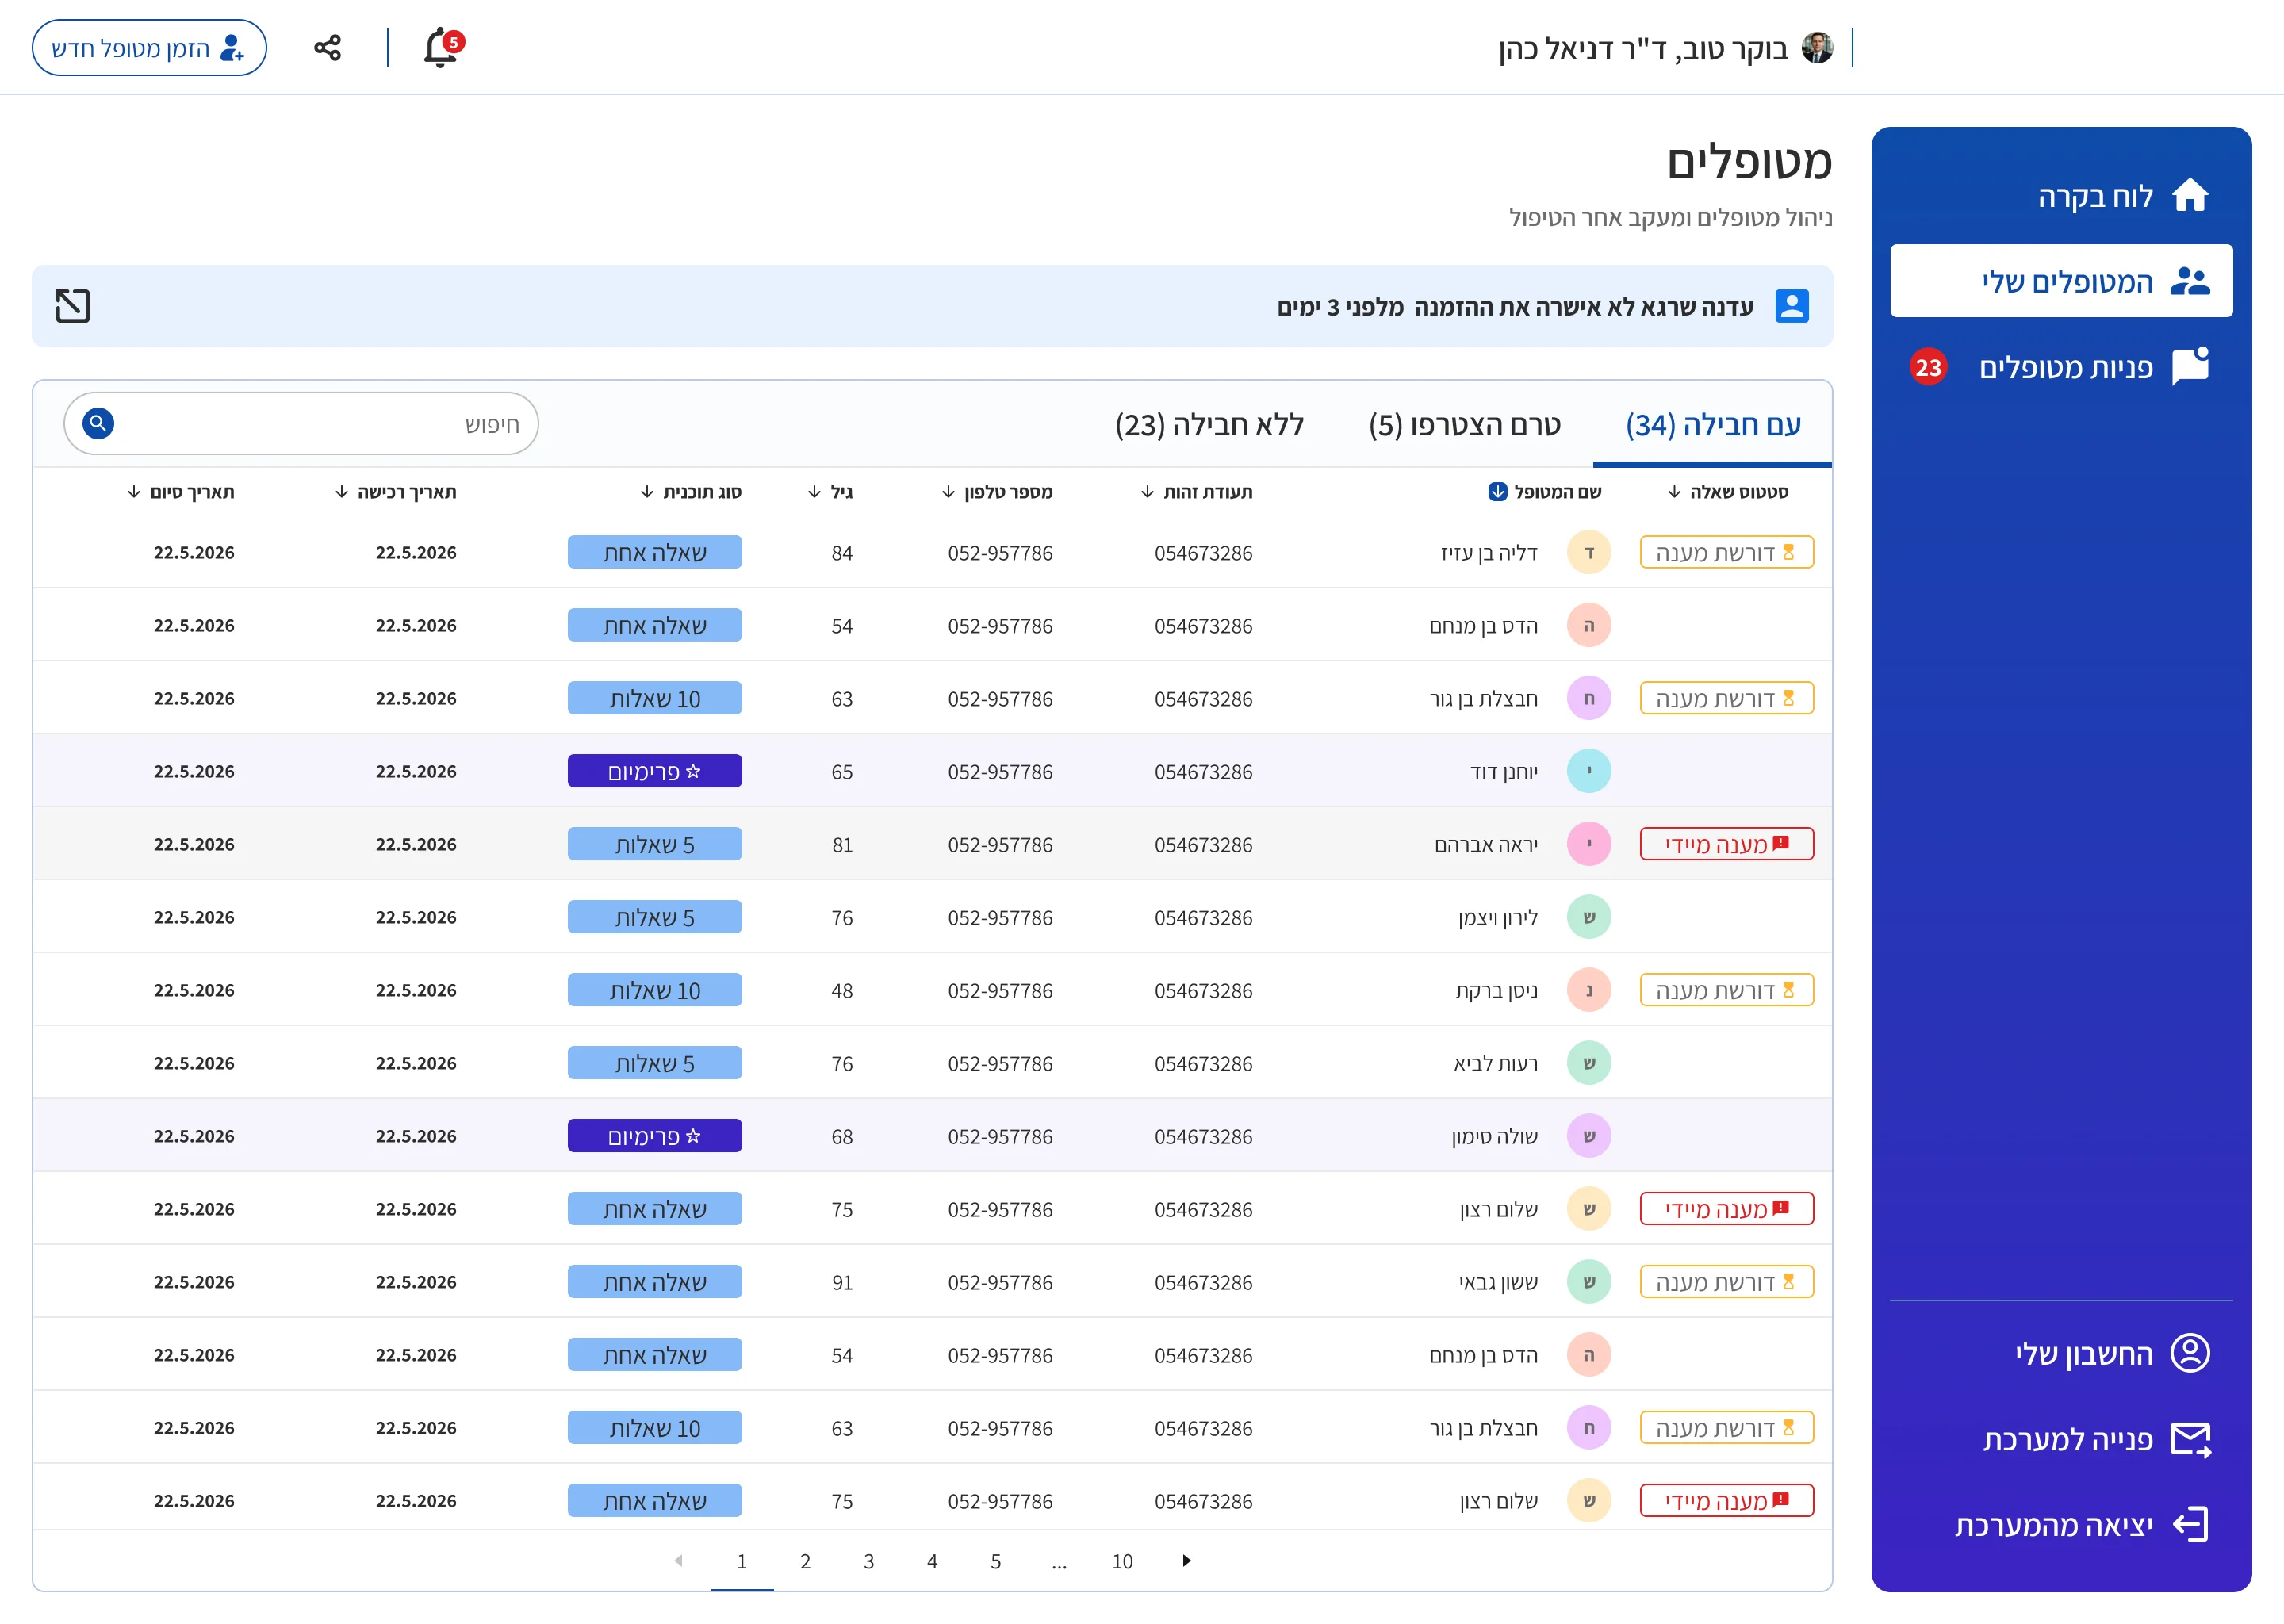 בוקר טוב, ד"ר דניאל כהן
5
הזמן מטופל חדש
לוח בקרה
המטופלים שלי
פניות מטופלים 23
החשבון שלי
פנייה למערכת
יציאה מהמערכת
מטופלים
ניהול מטופלים ומעקב אחר הטיפול
עדנה שרגא לא אישרה את ההזמנה מלפני 3 ימים
עם חבילה (34) טרם הצטרפו (5) ללא חבילה (23) חיפוש
סטטוס שאלה שם המטופל תעודת זהות מספר טלפון גיל סוג תוכנית תאריך רכישה תאריך סיום
דורשת מענה ד דליה בן עזיז 054673286 052-957786 84 שאלה אחת 22.5.2026 22.5.2026
ה הדס בן מנחם 054673286 052-957786 54 שאלה אחת 22.5.2026 22.5.2026
דורשת מענה ח חבצלת בן גור 054673286 052-957786 63 10 שאלות 22.5.2026 22.5.2026
י יוחנן דוד 054673286 052-957786 65 פרימיום 22.5.2026 22.5.2026
מענה מיידי י יראה אברהם 054673286 052-957786 81 5 שאלות 22.5.2026 22.5.2026
ש לירון ויצמן 054673286 052-957786 76 5 שאלות 22.5.2026 22.5.2026
דורשת מענה נ ניסן ברקת 054673286 052-957786 48 10 שאלות 22.5.2026 22.5.2026
ש רעות לביא 054673286 052-957786 76 5 שאלות 22.5.2026 22.5.2026
ש שולה סימון 054673286 052-957786 68 פרימיום 22.5.2026 22.5.2026
מענה מיידי ש שלום רצון 054673286 052-957786 75 שאלה אחת 22.5.2026 22.5.2026
דורשת מענה ש ששון גבאי 054673286 052-957786 91 שאלה אחת 22.5.2026 22.5.2026
ה הדס בן מנחם 054673286 052-957786 54 שאלה אחת 22.5.2026 22.5.2026
דורשת מענה ח חבצלת בן גור 054673286 052-957786 63 10 שאלות 22.5.2026 22.5.2026
מענה מיידי ש שלום רצון 054673286 052-957786 75 שאלה אחת 22.5.2026 22.5.2026
1 2 3 4 5 ... 10